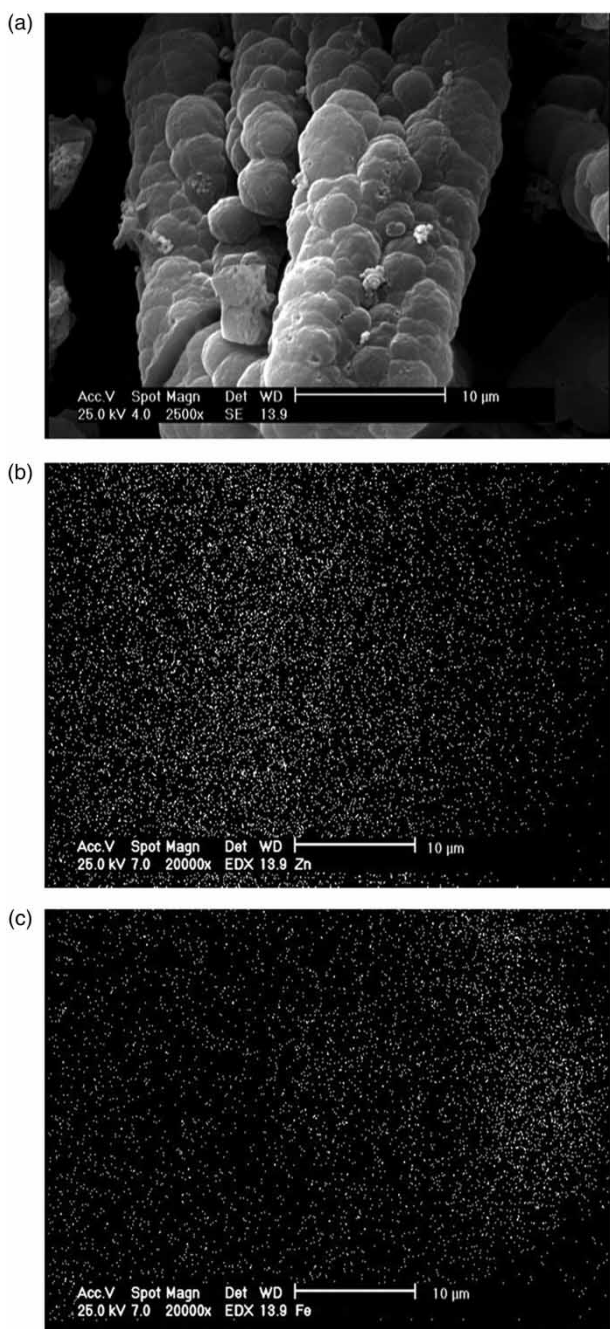 (a)
Acc.V Spot Magn Det WD 10 µm
25.0 kV 4.0 2500x SE 13.9
(b)
Acc.V Spot Magn Det WD 10 µm
25.0 kV 7.0 20000x EDX 13.9 Zn
(c)
Acc.V Spot Magn Det WD 10 µm
25.0 kV 7.0 20000x EDX 13.9 Fe